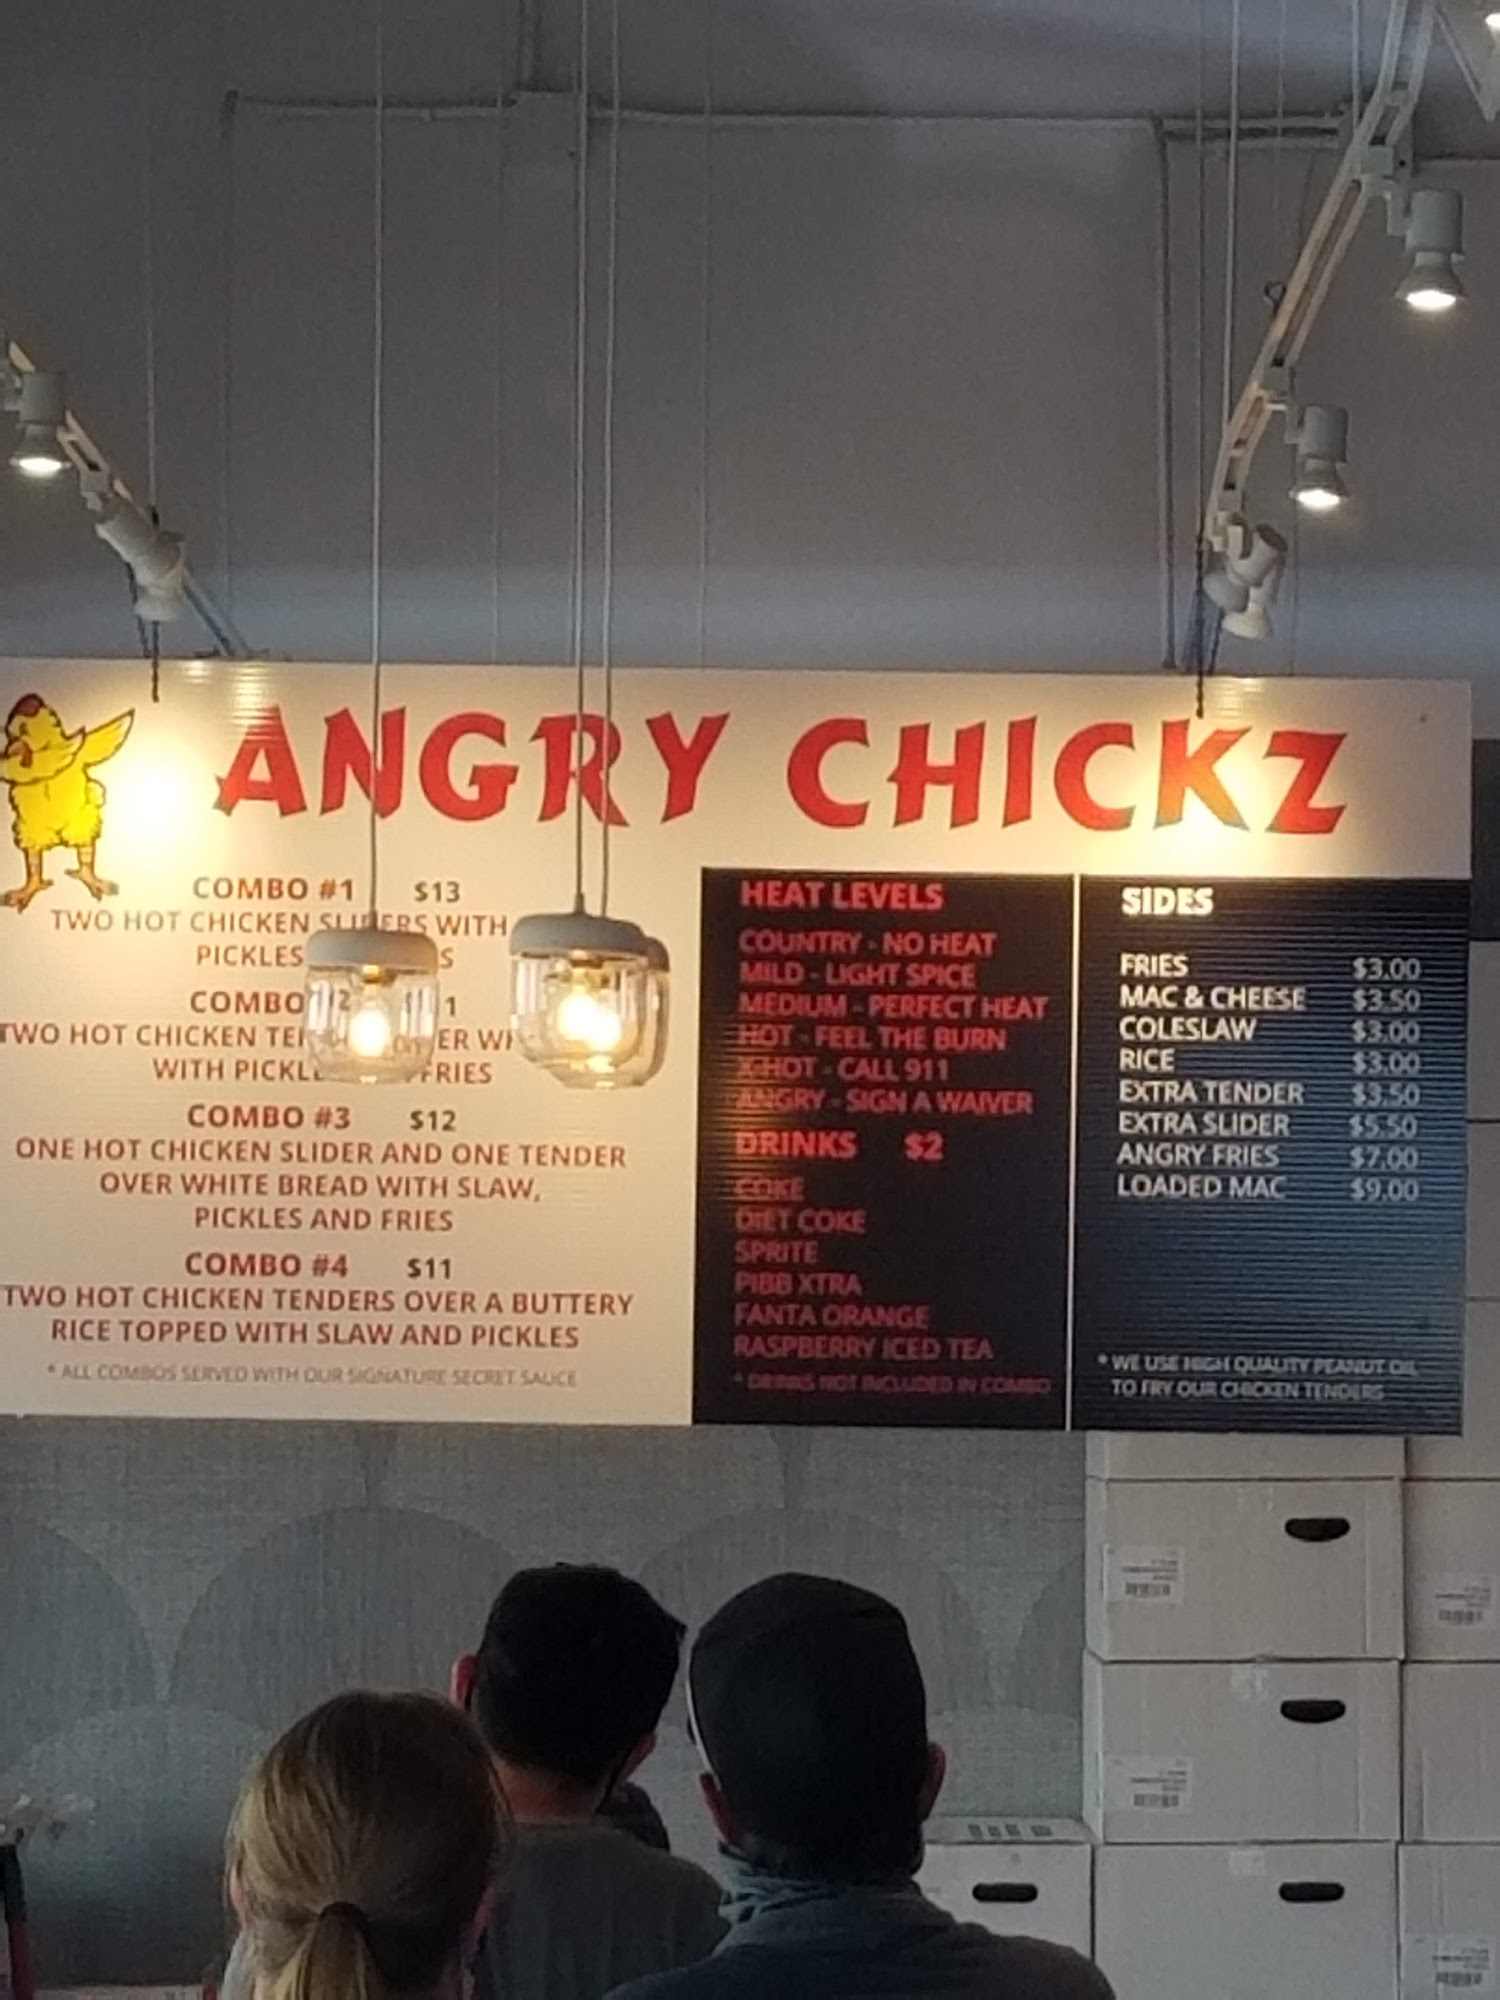 ANGRY CHICKZ
COMBO #1 $13
TWO HOT CHICKEN SLIDERS WITH
PICKLES
COMBO
TWO HOT CHICKEN
WITH FRIES
COMBO #3 $12
ONE HOT CHICKEN SLIDER AND ONE TENDER
OVER WHITE BREAD WITH SLAW,
PICKLES AND FRIES
COMBO #4 $11
TWO HOT CHICKEN TENDERS OVER A BUTTERY
RICE TOPPED WITH SLAW AND PICKLES
* ALL COMBOS SERVED WITH OUR SIGNATURE SECRET SAUCE
HEAT LEVELS
COUNTRY - NO HEAT
MILD - LIGHT SPICE
MEDIUM - PERFECT HEAT
HOT - FEEL THE BURN
X-HOT - CALL 911
ANGRY - SIGN A WAIVER
DRINKS $2
COKE
DIET COKE
SPRITE
PIBB XTRA
FANTA ORANGE
RASPBERRY ICED TEA
* DRINKS NOT INCLUDED IN COMBO
SIDES
FRIES $3.00
MAC & CHEESE $3.50
COLESLAW $3.00
RICE $3.00
EXTRA TENDER $3.50
EXTRA SLIDER $5.50
ANGRY FRIES $7.00
LOADED MAC $9.00
* WE USE HIGH QUALITY PEANUT OIL
TO FRY OUR CHICKEN TENDERS